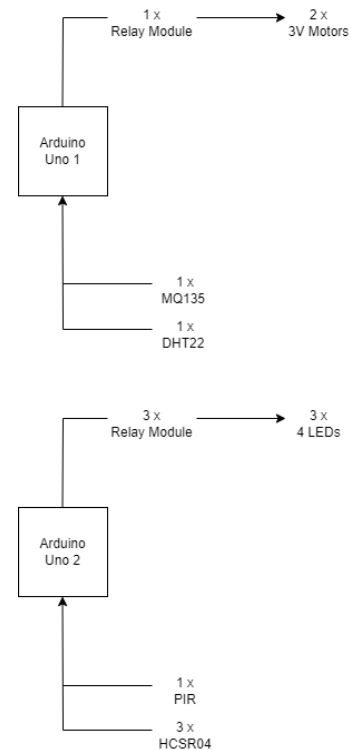 1 x
Relay Module
2 x
3V Motors
Arduino
Uno 1
1 x
MQ135
1 x
DHT22
3 x
Relay Module
3 x
4 LEDs
Arduino
Uno 2
1 x
PIR
3 x
HCSR04